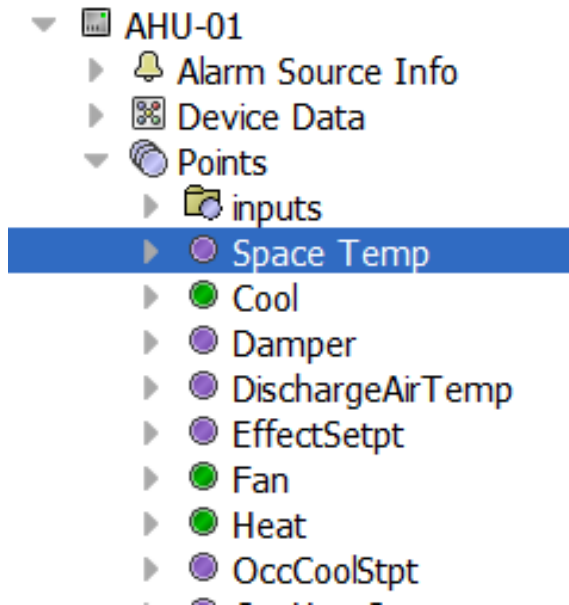 AHU-01
Alarm Source Info
Device Data
Points
inputs
Space Temp
Cool
Damper
DischargeAirTemp
EffectSetpt
Fan
Heat
OccCoolStpt